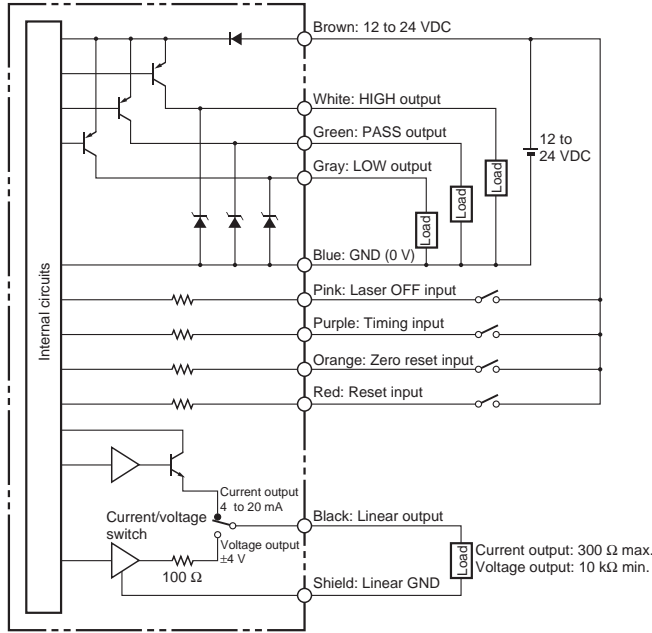 Brown: 12 to 24 VDC
White: HIGH output
Green: PASS output
12 to
24 VDC
Gray: LOW output
Load
Load
Load
Blue: GND (0 V)
Internal circuits
Pink: Laser OFF input
Purple: Timing input
Orange: Zero reset input
Red: Reset input
Current output
4 to 20 mA
Current/voltage
switch
Black: Linear output
Voltage output
±4 V
100 Ω
Load
Current output: 300 Ω max.
Voltage output: 10 kΩ min.
Shield: Linear GND